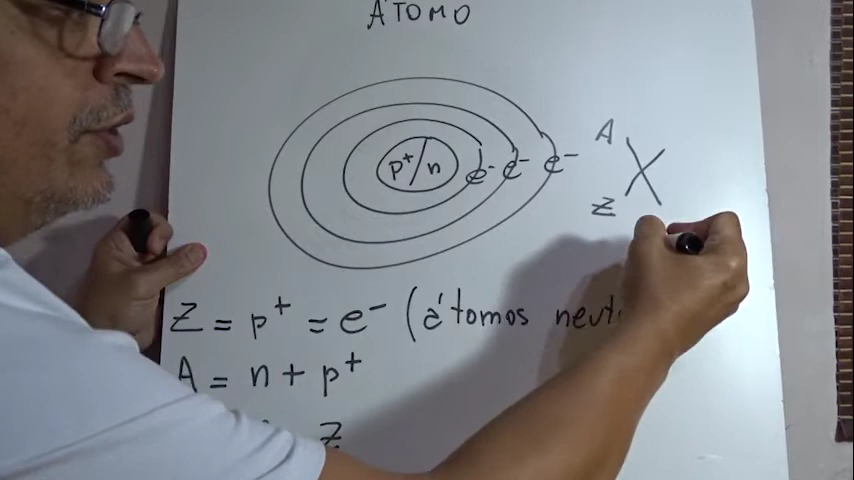 ÁTOMO
p⁺/n e⁻ e⁻ e⁻
A
X
Z
Z = p⁺ = e⁻ (átomos
A = n + p⁺
Z